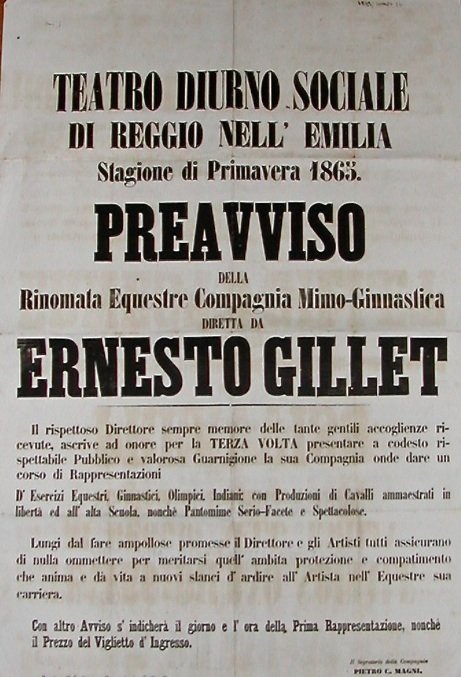 TEATRO DIURNO SOCIALE
DI REGGIO NELL' EMILIA
Stagione di Primavera 1865.
PREAVVISO
DELLA
Rinomata Equestre Compagnia Mimo-Ginnastica
DIRETTA DA
ERNESTO GILLET
Il rispettoso Direttore sempre memore delle tante gentili accoglienze ri-
cevute, ascrive ad onore per la TERZA VOLTA presentare a codesto ri-
spettabile Pubblico e valorosa Guarnigione la sua Compagnia onde dare un
corso di Rappresentazioni
D' Esercizi Equestri, Ginnastici, Olimpici, Indiani: con Produzioni di Cavalli ammaestrati in
libertà ed all' alta Scuola, nonchè Pantomime Serio-Facete e Spettacolose.
Lungi dal fare ampollose promesse il Direttore e gli Artisti tutti assicurano
di nulla ommettere per meritarsi quell' ambita protezione e compatimento
che anima e dà vita a nuovi slanci d' ardire all' Artista nell' Equestre sua
carriera.
Con altro Avviso s' indicherà il giorno e l' ora della Prima Rappresentazione, nonchè
il Prezzo del Viglietto d' Ingresso.
Il Segretario della Compagnia
PIETRO C. MAGNI.